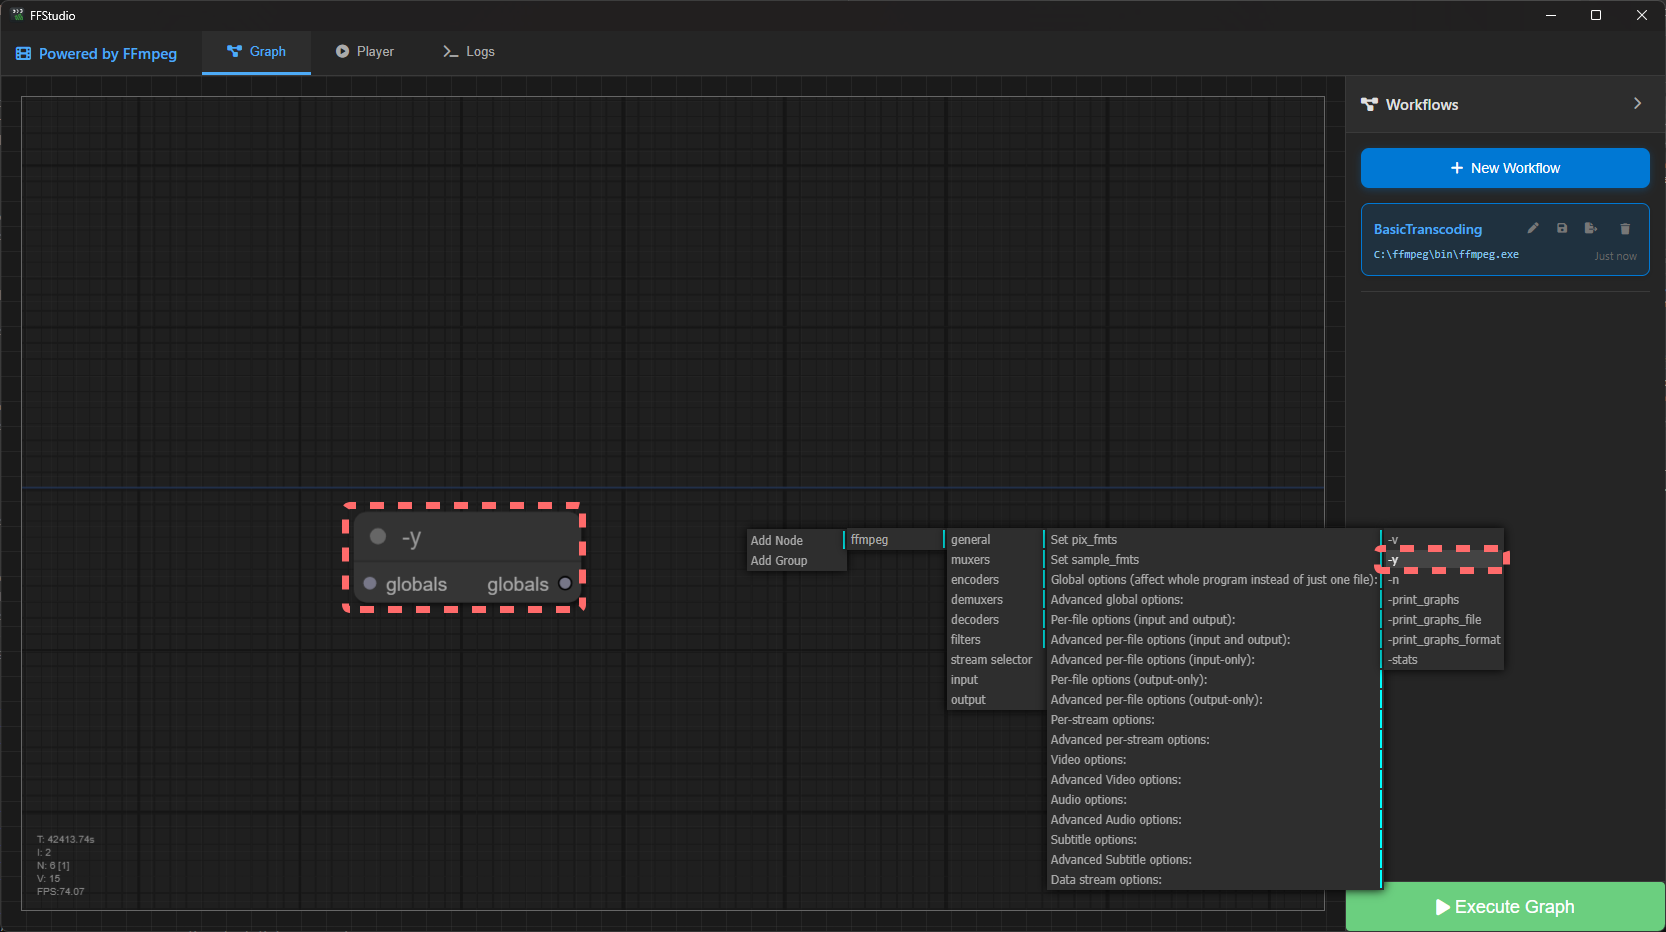 FFStudio
Powered by FFmpeg
Graph
Player
Logs
Workflows
New Workflow
BasicTranscoding
C:\ffmpeg\bin\ffmpeg.exe
Just now
-y
globals globals
Add Node
Add Group
ffmpeg
general
muxers
encoders
demuxers
decoders
filters
stream selector
input
output
Set pix_fmts
Set sample_fmts
Global options (affect whole program instead of just one file):
Advanced global options:
Per-file options (input and output):
Advanced per-file options (input and output):
Advanced per-file options (input-only):
Per-file options (output-only):
Advanced per-file options (output-only):
Per-stream options:
Advanced per-stream options:
Video options:
Advanced Video options:
Audio options:
Advanced Audio options:
Subtitle options:
Advanced Subtitle options:
Data stream options:
-v
-y
-n
-print_graphs
-print_graphs_file
-print_graphs_format
-stats
T: 42413.74s
I: 2
N: 6 [1]
V: 15
FPS:74.07
Execute Graph